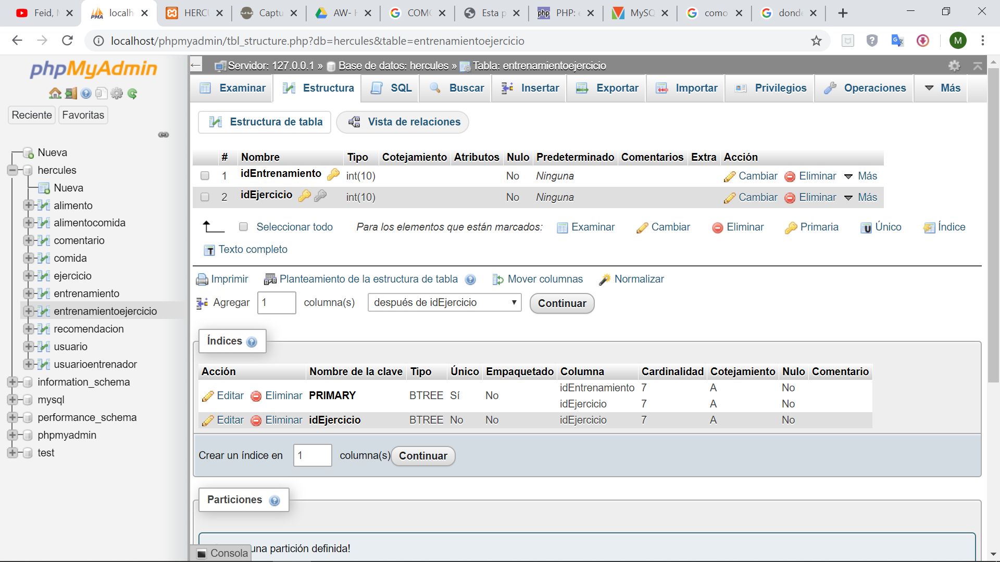 Feid, M
localh
HERCU
Captu
AW- H
COMO
Esta p
PHP: e
MySQ
como
donde
localhost/phpmyadmin/tbl_structure.php?db=hercules&table=entrenamientoejercicio
M
phpMyAdmin
Reciente
Favoritas
Nueva
hercules
Nueva
alimento
alimentocomida
comentario
comida
ejercicio
entrenamiento
entrenamientoejercicio
recomendacion
usuario
usuarioentrenador
information_schema
mysql
performance_schema
phpmyadmin
test
Servidor: 127.0.0.1 » Base de datos: hercules » Tabla: entrenamientoejercicio
Examinar Estructura SQL Buscar Insertar Exportar Importar Privilegios Operaciones Más
Estructura de tabla Vista de relaciones
# Nombre Tipo Cotejamiento Atributos Nulo Predeterminado Comentarios Extra Acción
1 idEntrenamiento int(10) No Ninguna Cambiar Eliminar Más
2 idEjercicio int(10) No Ninguna Cambiar Eliminar Más
Seleccionar todo Para los elementos que están marcados: Examinar Cambiar Eliminar Primaria Único Índice
Texto completo
Imprimir Planteamiento de la estructura de tabla Mover columnas Normalizar
Agregar 1 columna(s) después de idEjercicio Continuar
Índices
Acción Nombre de la clave Tipo Único Empaquetado Columna Cardinalidad Cotejamiento Nulo Comentario
Editar Eliminar PRIMARY BTREE Sí No idEntrenamiento 7 A No
idEjercicio 7 A No
Editar Eliminar idEjercicio BTREE No No idEjercicio 7 A No
Crear un índice en 1 columna(s) Continuar
Particiones
una partición definida!
Consola